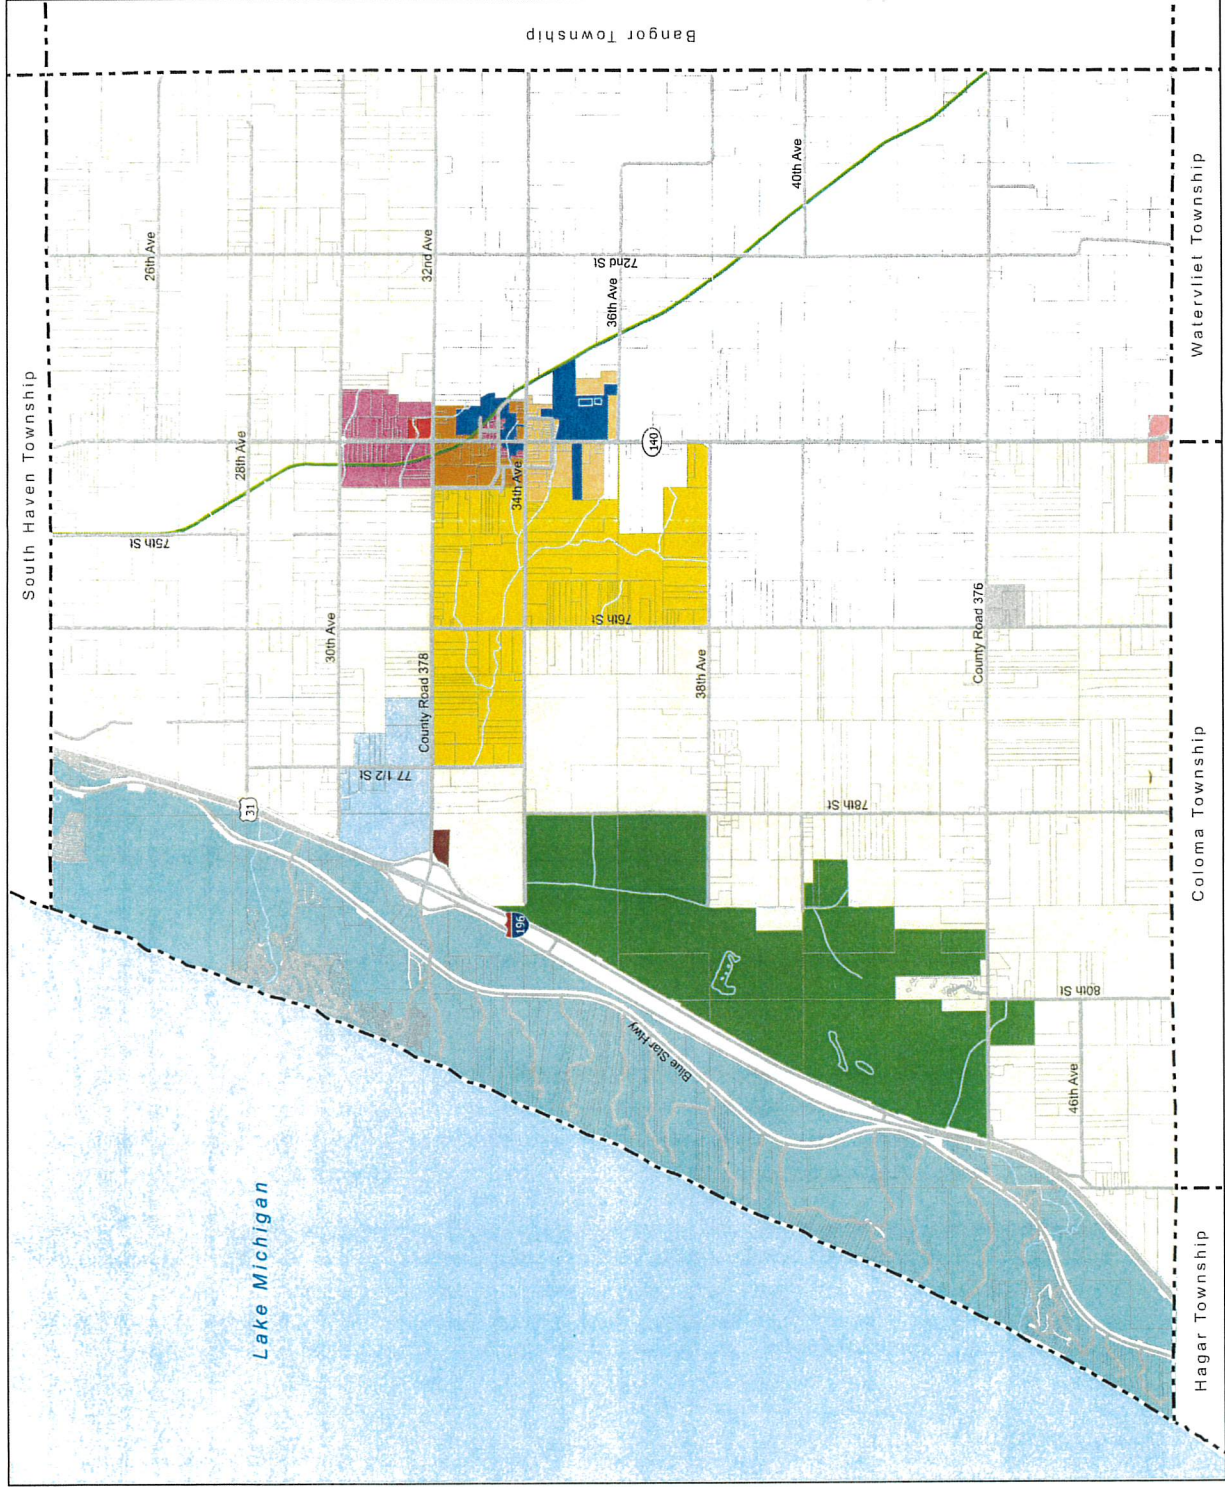 Bangor Township
South Haven Township
26th Ave
32nd Ave
40th Ave
72nd St
36th Ave
Watervliet Township
28th Ave
34th Ave
140
75th St
30th Ave
County Road 378
76th St
38th Ave
County Road 376
77 1/2 St
31
78th St
Coloma Township
196
80th St
Blue Star Hwy
46th Ave
Lake Michigan
Hagar Township